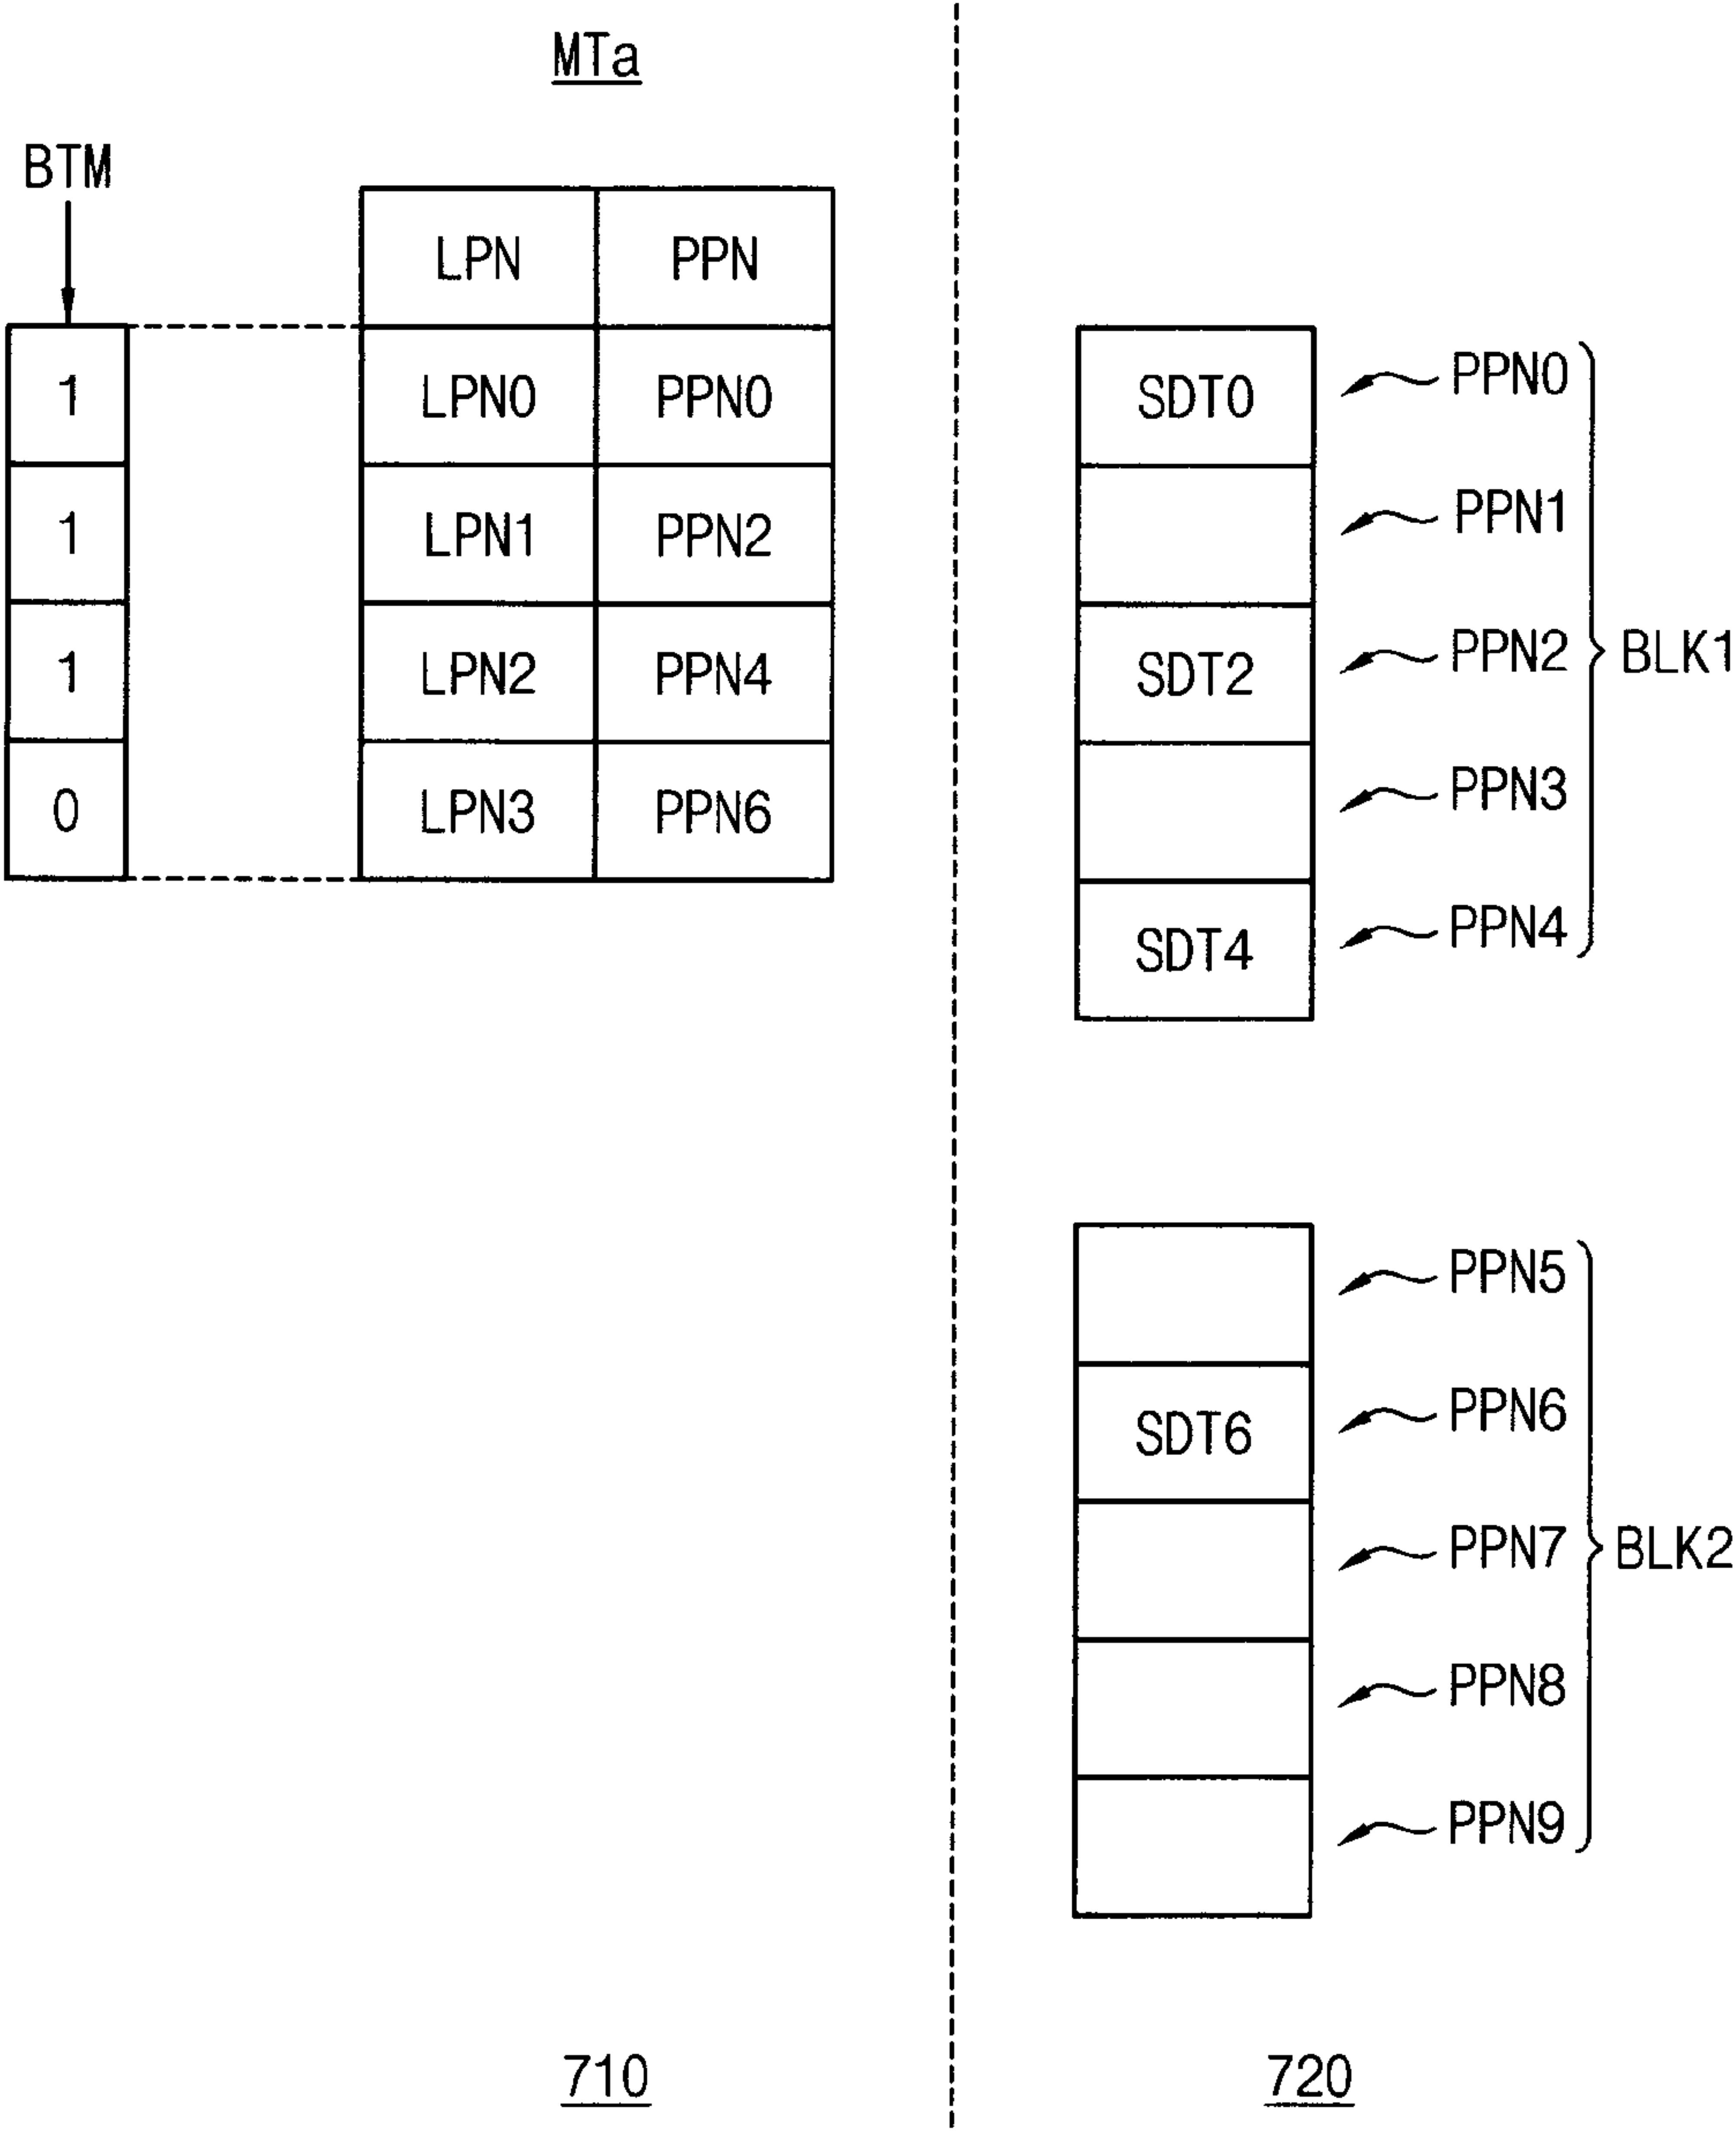 MTa
BTM
LPN PPN
1 LPN0 PPN0
1 LPN1 PPN2
1 LPN2 PPN4
0 LPN3 PPN6
SDT0 PPN0
PPN1
SDT2 PPN2 BLK1
PPN3
SDT4 PPN4
PPN5
SDT6 PPN6
PPN7 BLK2
PPN8
PPN9
710
720